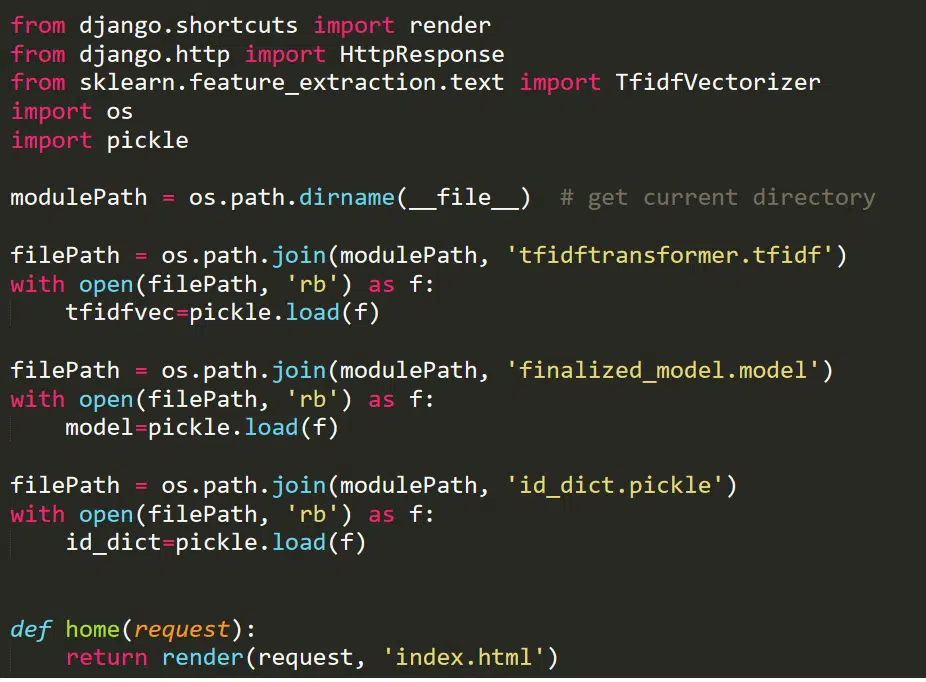 from django.shortcuts import render
from django.http import HttpResponse
from sklearn.feature_extraction.text import TfidfVectorizer
import os
import pickle

modulePath = os.path.dirname(__file__)  # get current directory

filePath = os.path.join(modulePath, 'tfidftransformer.tfidf')
with open(filePath, 'rb') as f:
    tfidfvec=pickle.load(f)

filePath = os.path.join(modulePath, 'finalized_model.model')
with open(filePath, 'rb') as f:
    model=pickle.load(f)

filePath = os.path.join(modulePath, 'id_dict.pickle')
with open(filePath, 'rb') as f:
    id_dict=pickle.load(f)


def home(request):
    return render(request, 'index.html')